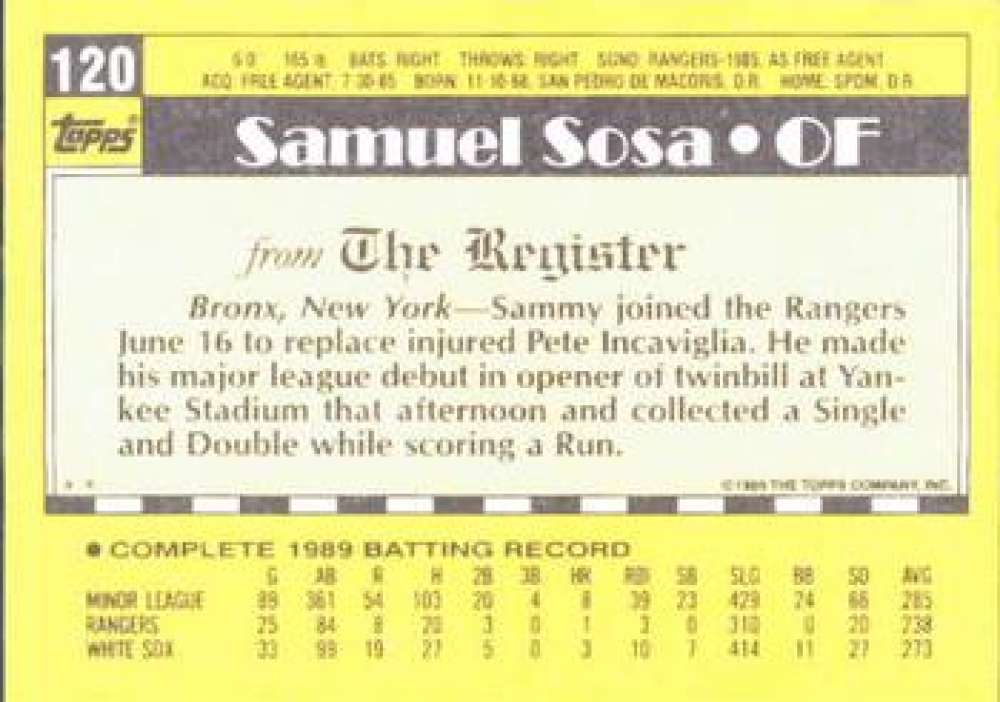 120
6'0" 165 lb. BATS: RIGHT THROWS: RIGHT SGND: RANGERS-1985, AS FREE AGENT
ACQ: FREE AGENT, 7-30-85 BORN: 11-10-68, SAN PEDRO DE MACORIS, D.R. HOME: SPDM, D.R.
topps®
Samuel Sosa • OF
from The Register
Bronx, New York—Sammy joined the Rangers
June 16 to replace injured Pete Incaviglia. He made
his major league debut in opener of twinbill at Yan-
kee Stadium that afternoon and collected a Single
and Double while scoring a Run.
* *
©1989 THE TOPPS COMPANY, INC.
● COMPLETE 1989 BATTING RECORD
G AB R H 2B 3B HR RBI SB SLG BB SO AVG
MINOR LEAGUE 89 361 54 103 20 4 8 39 23 429 24 66 285
RANGERS 25 84 8 20 3 0 1 3 0 310 0 20 238
WHITE SOX 33 99 19 27 5 0 3 10 7 414 11 27 273